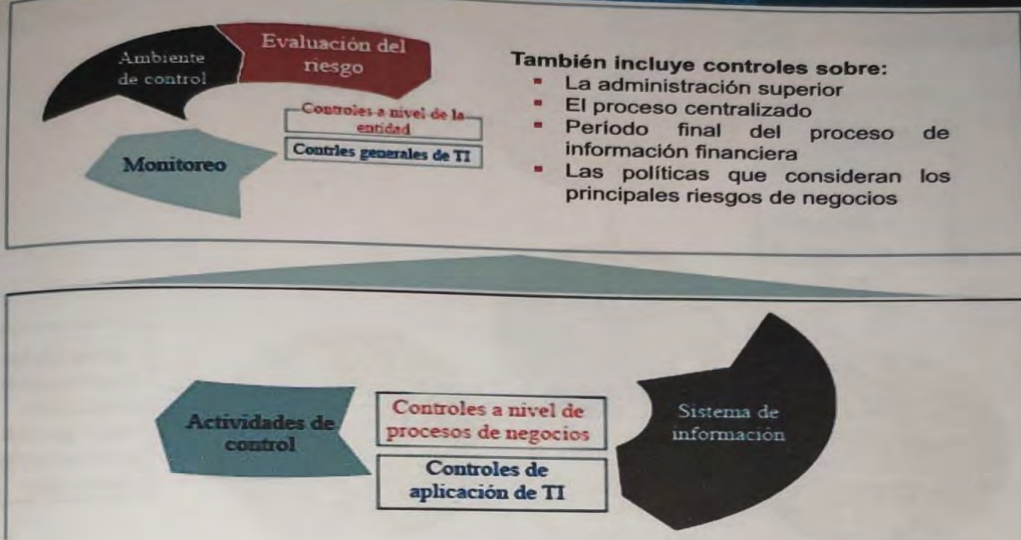 Ambiente
de control
Evaluación del
riesgo
Controles a nivel de la
entidad
Contrles generales de TI
Monitoreo
También incluye controles sobre:
La administración superior
El proceso centralizado
Período final del proceso de
información financiera
Las políticas que consideran los
principales riesgos de negocios
Actividades de
control
Controles a nivel de
procesos de negocios
Controles de
aplicación de TI
Sistema de
información